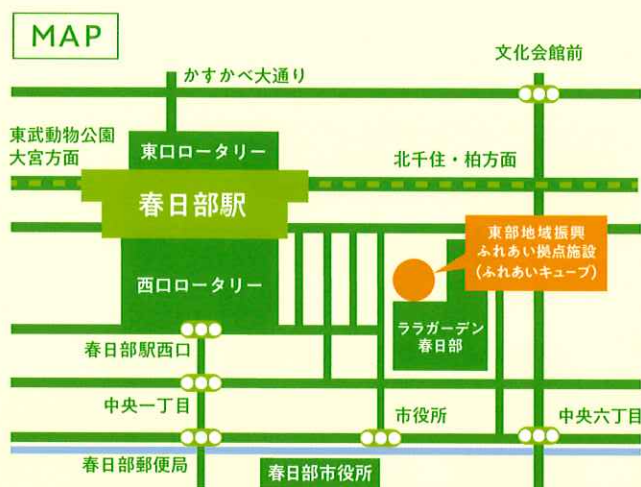 MAP
かすかべ大通り
文化会館前
東武動物公園
大宮方面
東口ロータリー
北千住・柏方面
春日部駅
東部地域振興
ふれあい拠点施設
(ふれあいキューブ)
西口ロータリー
ララガーデン
春日部
春日部駅西口
中央一丁目
市役所
中央六丁目
春日部郵便局
春日部市役所